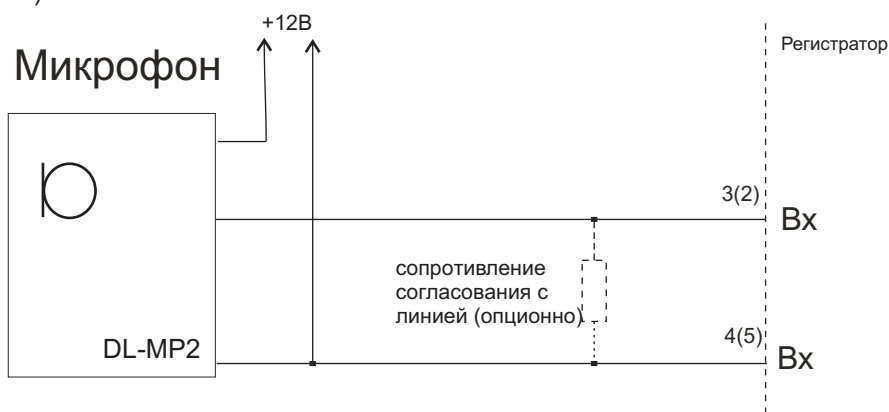 +12В
Регистратор
Микрофон
3(2)
Вх
сопротивление
согласования с
линией (опционно)
4(5)
DL-MP2
Вх